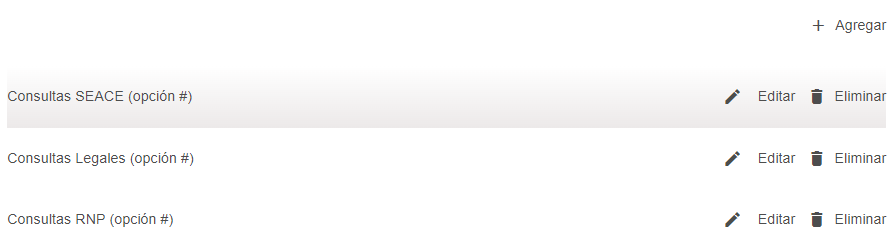 + Agregar
Consultas SEACE (opción #) Editar Eliminar
Consultas Legales (opción #) Editar Eliminar
Consultas RNP (opción #) Editar Eliminar